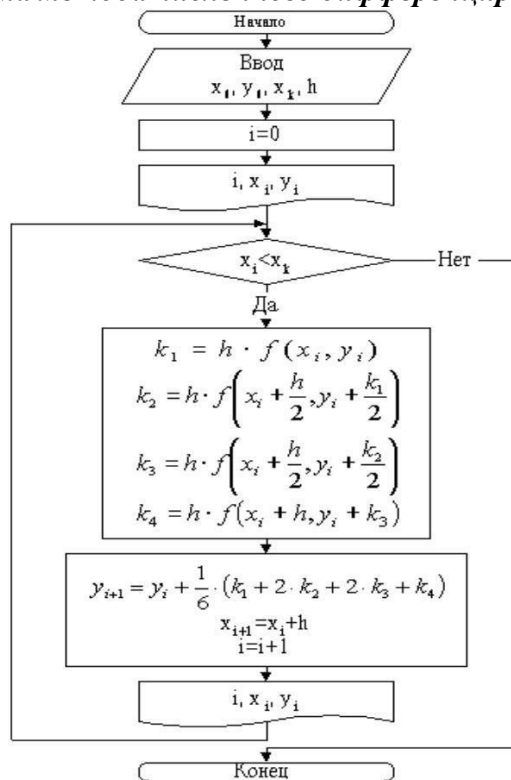 Начало
Ввод
x₀, y₀, xₖ, h
i=0
i, xᵢ, yᵢ
xᵢ<xₖ
Нет
Да
k₁ = h · f(xᵢ, yᵢ)
k₂ = h · f(xᵢ + h/2, yᵢ + k₁/2)
k₃ = h · f(xᵢ + h/2, yᵢ + k₂/2)
k₄ = h · f(xᵢ + h, yᵢ + k₃)
yᵢ₊₁ = yᵢ + 1/6 · (k₁ + 2 · k₂ + 2 · k₃ + k₄)
xᵢ₊₁=xᵢ+h
i=i+1
i, xᵢ, yᵢ
Конец